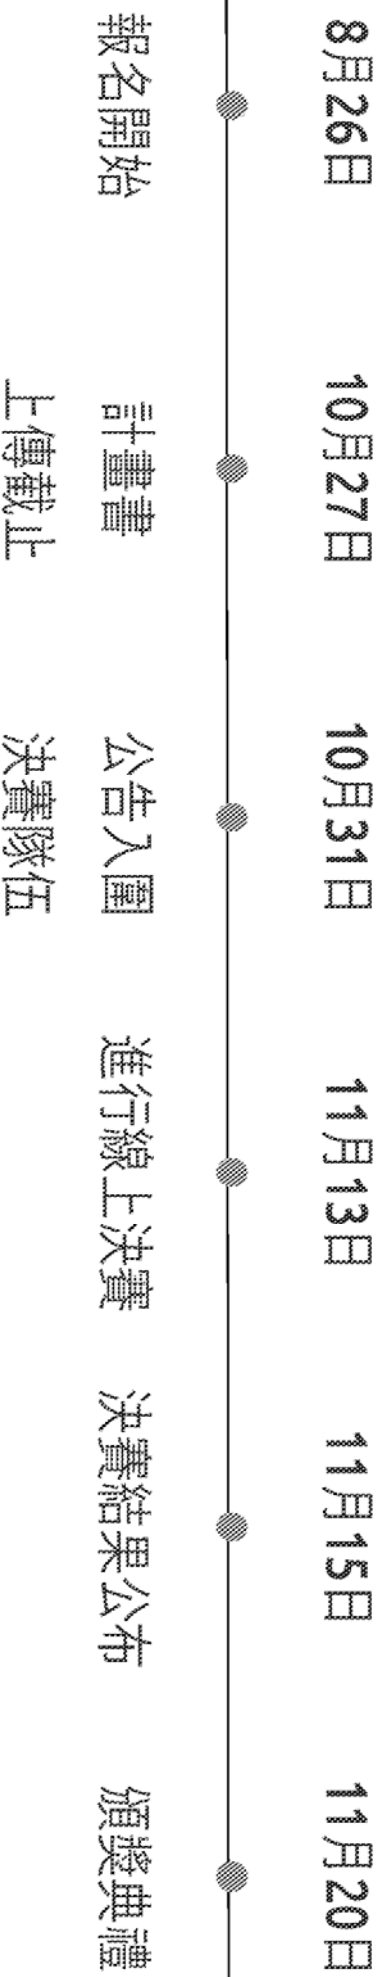 8月26日
報名開始
10月27日
計畫書
上傳截止
10月31日
公告入圍
決賽隊伍
11月13日
進行線上決賽
11月15日
決賽結果公布
11月20日
頒獎典禮